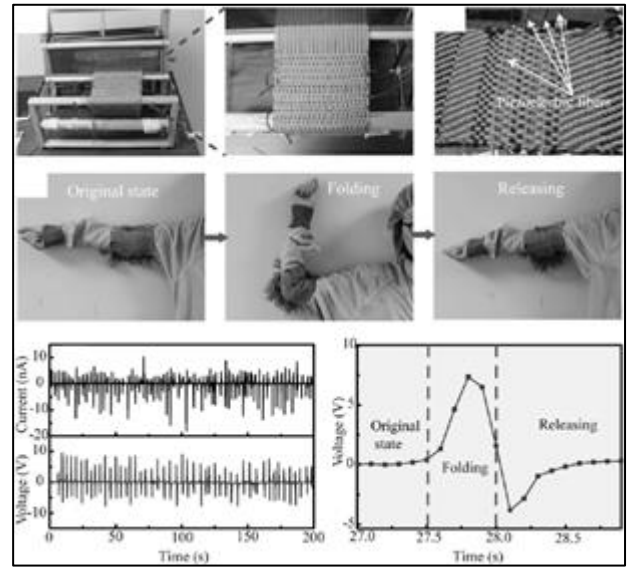 Piezoelectric fibers
Original state
Folding
Releasing
Current (nA)
10
0
-10
-20
Voltage (V)
10
0
-10
0
50
100
150
200
Time (s)
Voltage (V)
10
5
0
-5
Original
state
Folding
Releasing
27.0
27.5
28.0
28.5
Time (s)